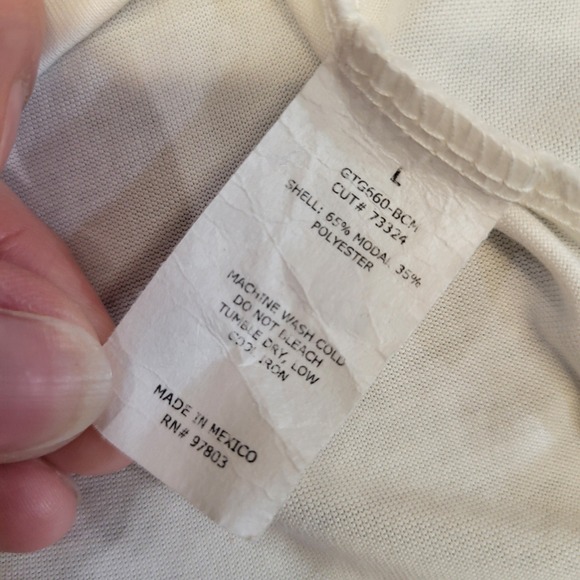 L
GTG660-BCM
CUT# 73324
SHELL: 65% MODAL 35%
POLYESTER
MACHINE WASH COLD
DO NOT BLEACH
TUMBLE DRY, LOW
COOL IRON
MADE IN MEXICO
RN# 97803